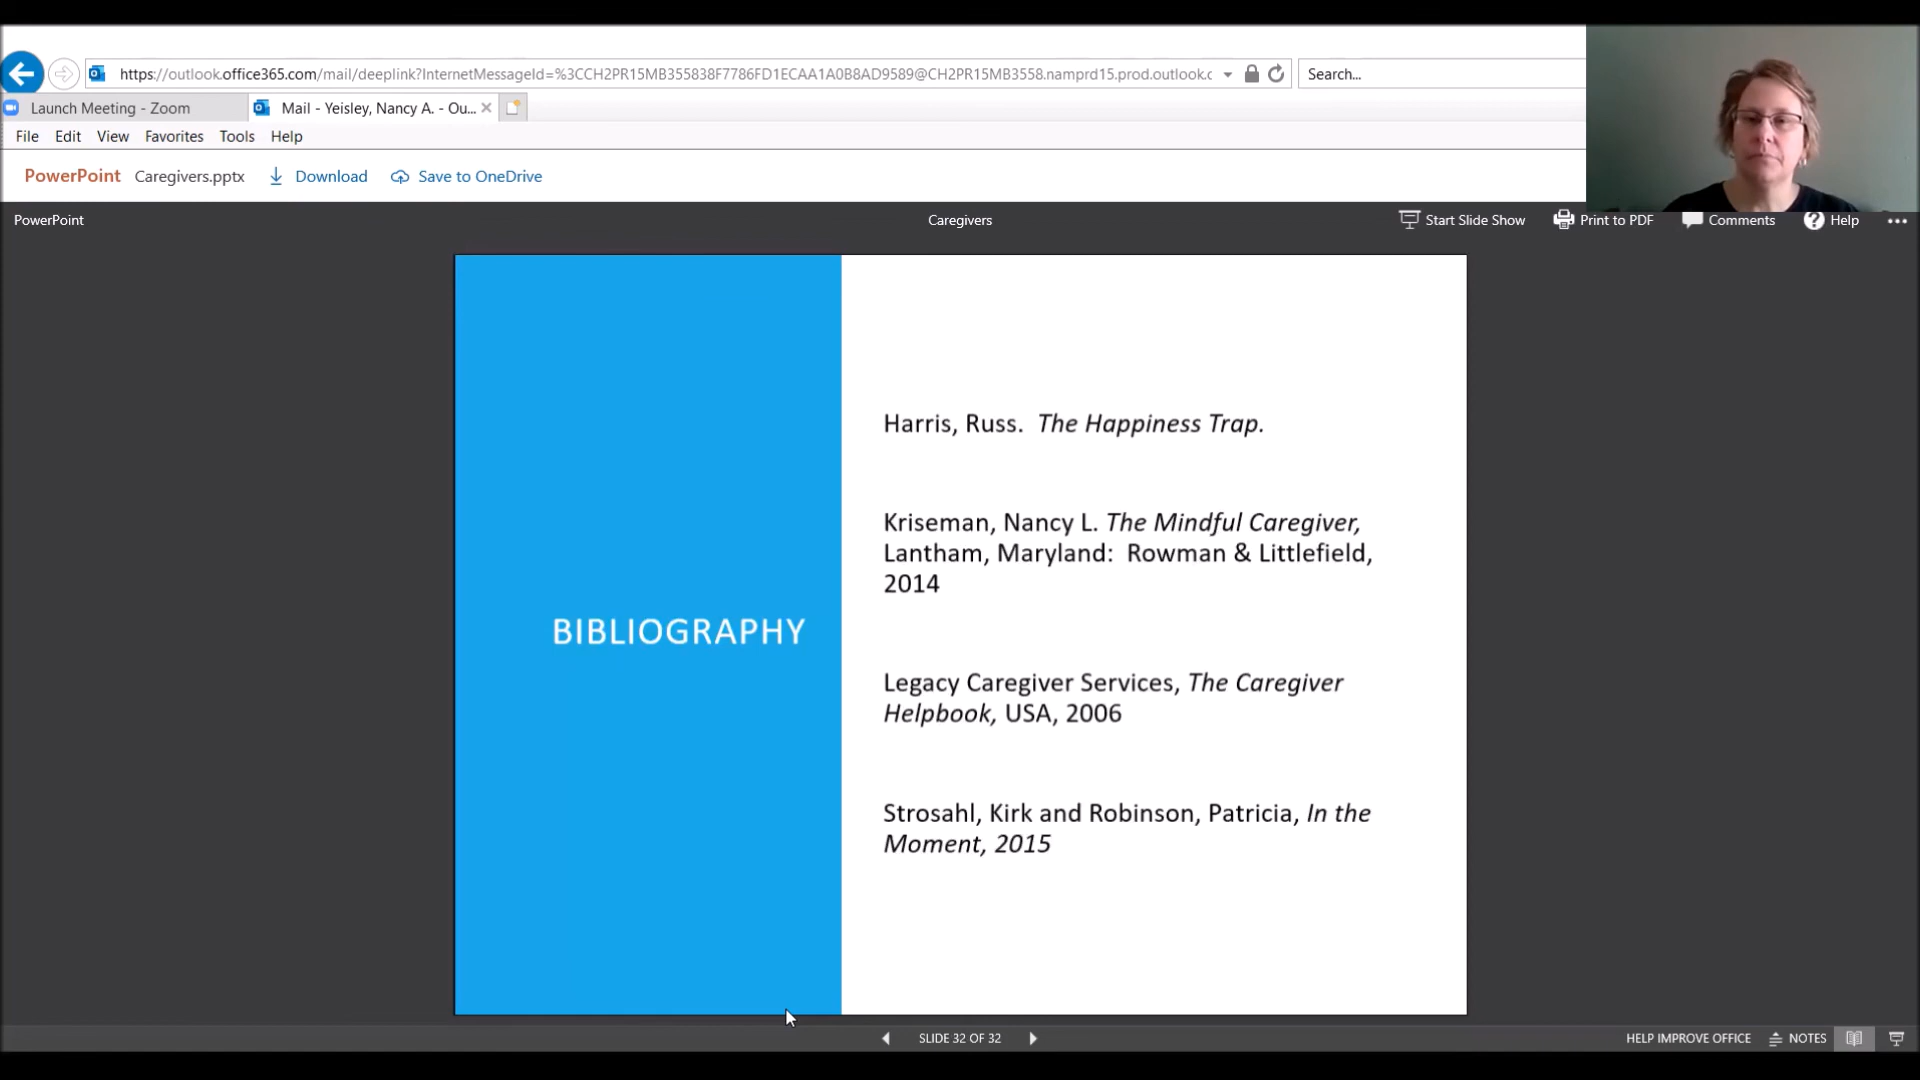 https://outlook.office365.com/mail/deeplink?InternetMessageId=%3CCH2PR15MB355838F7786FD1ECAA1A0B8AD9589@CH2PR15MB3558.namprd15.prod.outlook.c
Search...
Launch Meeting - Zoom
Mail - Yeisley, Nancy A. - Ou...
File Edit View Favorites Tools Help
PowerPoint Caregivers.pptx Download Save to OneDrive
PowerPoint
Caregivers
Start Slide Show Print to PDF Comments Help
BIBLIOGRAPHY
Harris, Russ.  The Happiness Trap.
Kriseman, Nancy L. The Mindful Caregiver,
Lantham, Maryland:  Rowman & Littlefield,
2014
Legacy Caregiver Services, The Caregiver
Helpbook, USA, 2006
Strosahl, Kirk and Robinson, Patricia, In the
Moment, 2015
SLIDE 32 OF 32
HELP IMPROVE OFFICE
NOTES